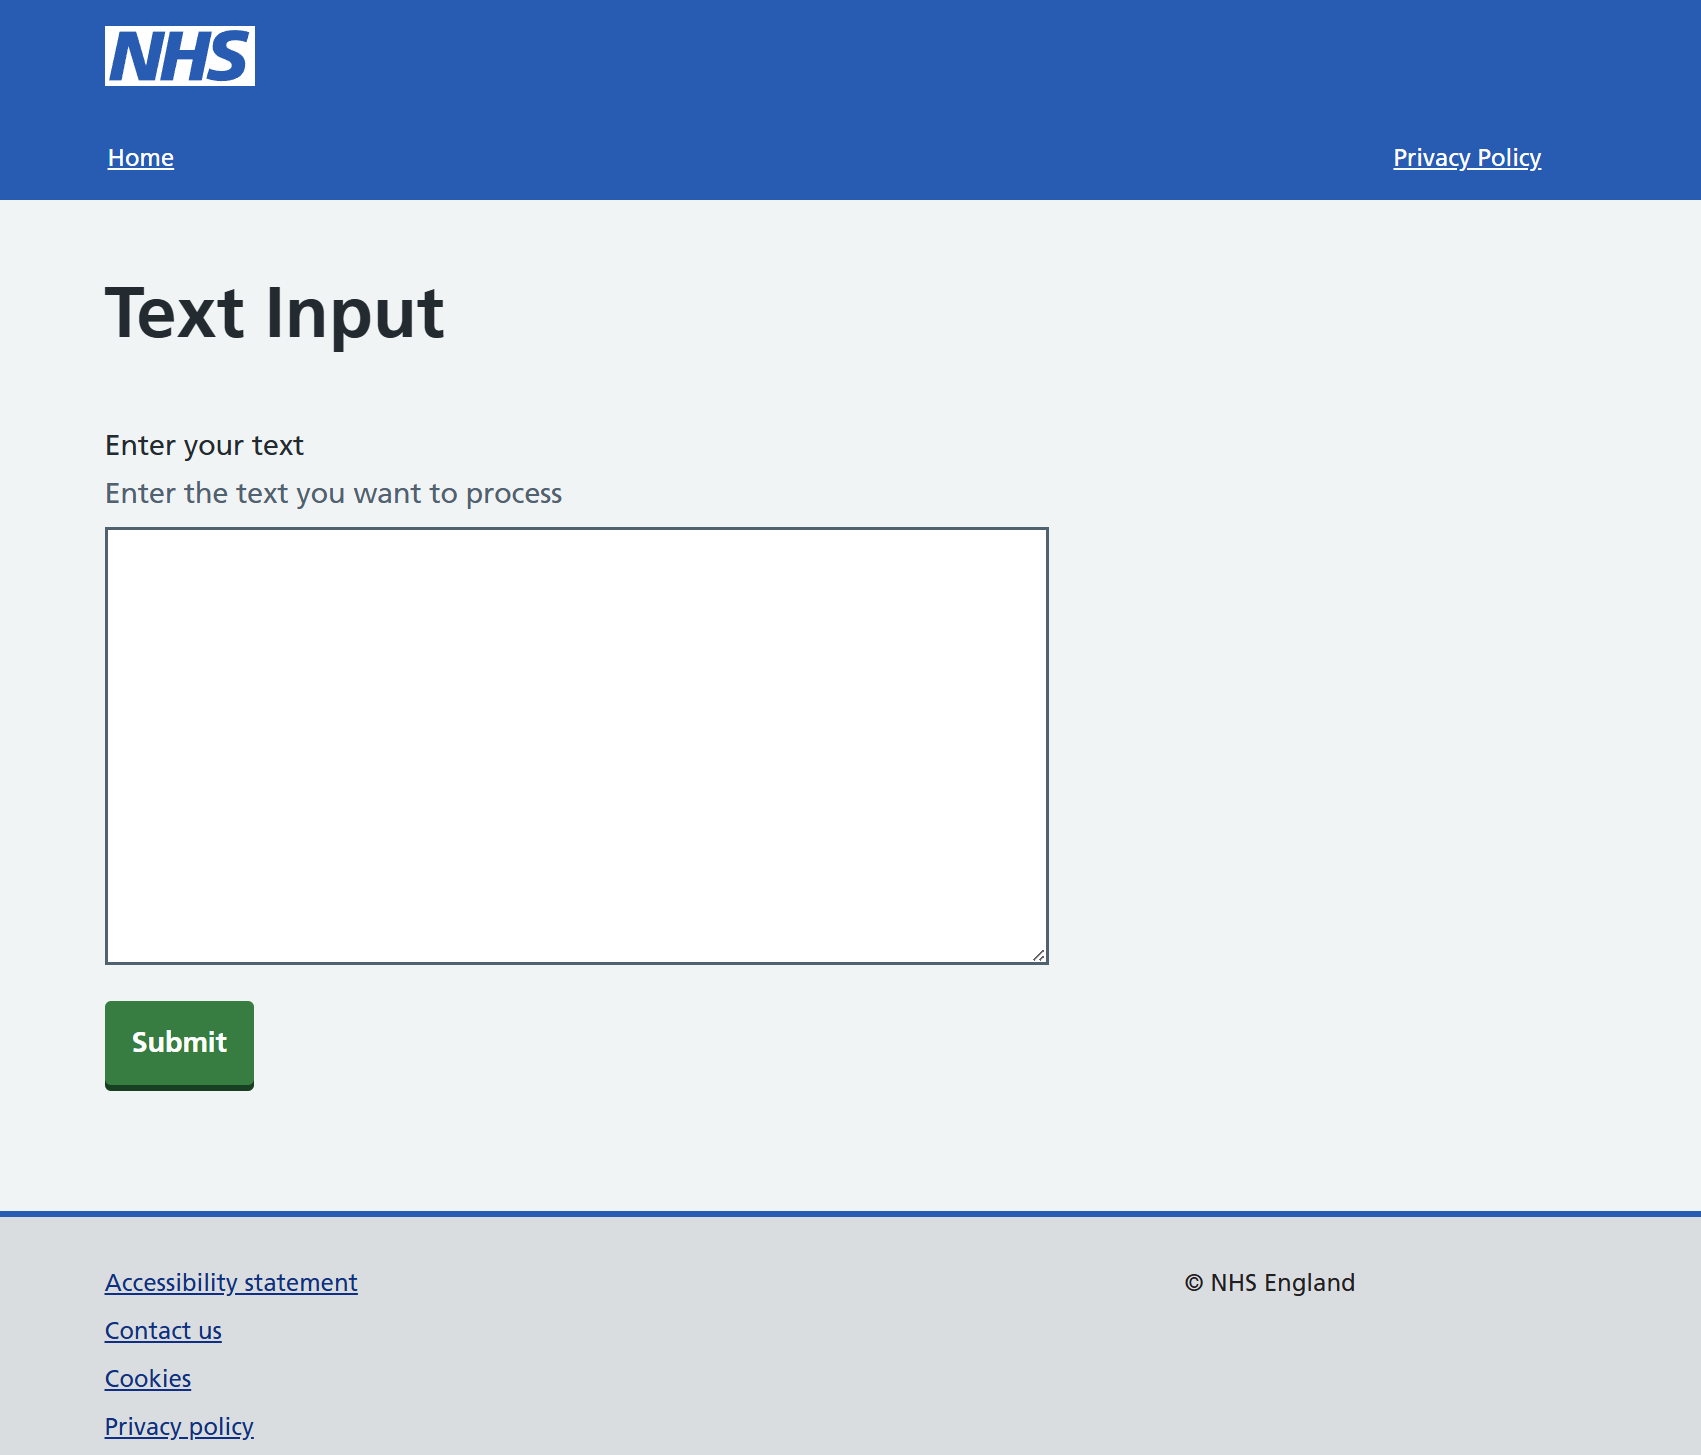 NHS
Home
Privacy Policy
Text Input
Enter your text
Enter the text you want to process
Submit
Accessibility statement
© NHS England
Contact us
Cookies
Privacy policy